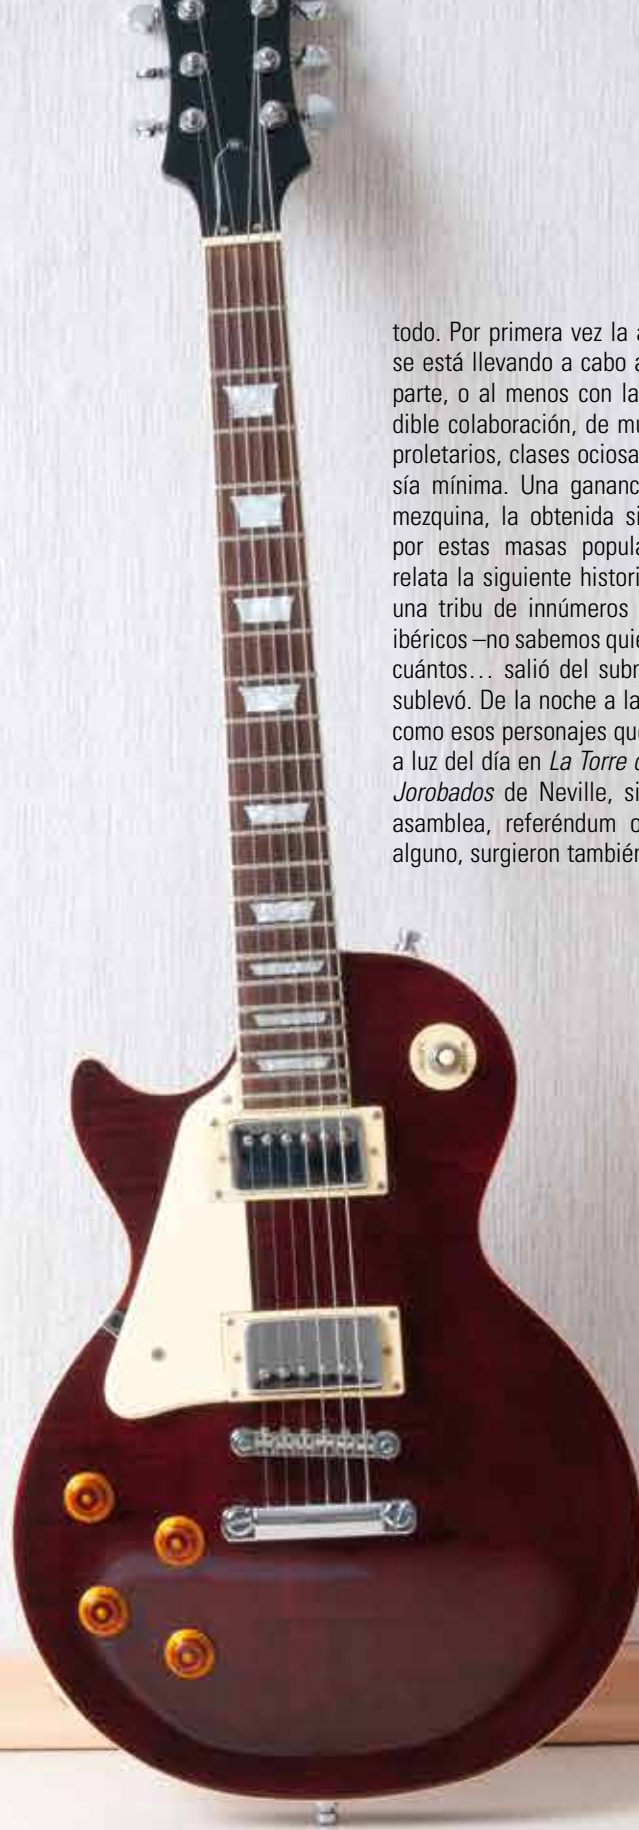 todo. Por primera vez la a
se está llevando a cabo a
parte, o al menos con la
dible colaboración, de mu
proletarios, clases ociosa
sía mínima. Una gananc
mezquina, la obtenida si
por estas masas popula
relata la siguiente histori
una tribu de innúmeros
ibéricos –no sabemos quié
cuántos… salió del subr
sublevó. De la noche a la
como esos personajes que
a luz del día en La Torre d
Jorobados de Neville, si
asamblea, referéndum o
alguno, surgieron también